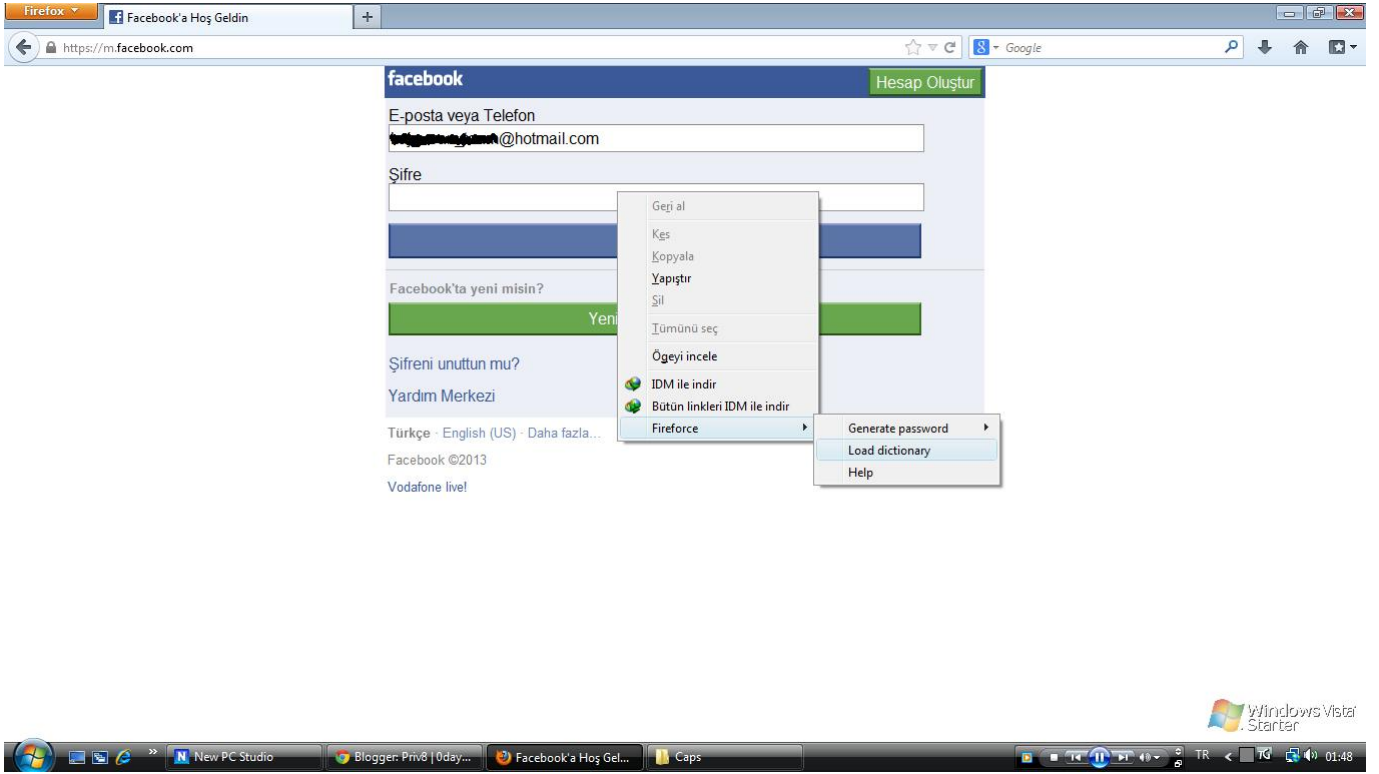 Firefox
Facebook'a Hoş Geldin
https://m.facebook.com
Google
facebook
Hesap Oluştur
E-posta veya Telefon
@hotmail.com
Şifre
Geri al
Kes
Kopyala
Yapıştır
Sil
Tümünü seç
Ögeyi incele
IDM ile indir
Bütün linkleri IDM ile indir
Fireforce
Generate password
Load dictionary
Help
Facebook'ta yeni misin?
Yeni
Şifreni unuttun mu?
Yardım Merkezi
Türkçe · English (US) · Daha fazla...
Facebook ©2013
Vodafone live!
Windows Vista
Starter
New PC Studio
Blogger: Priv8 | 0day...
Facebook'a Hoş Gel...
Caps
TR
01:48